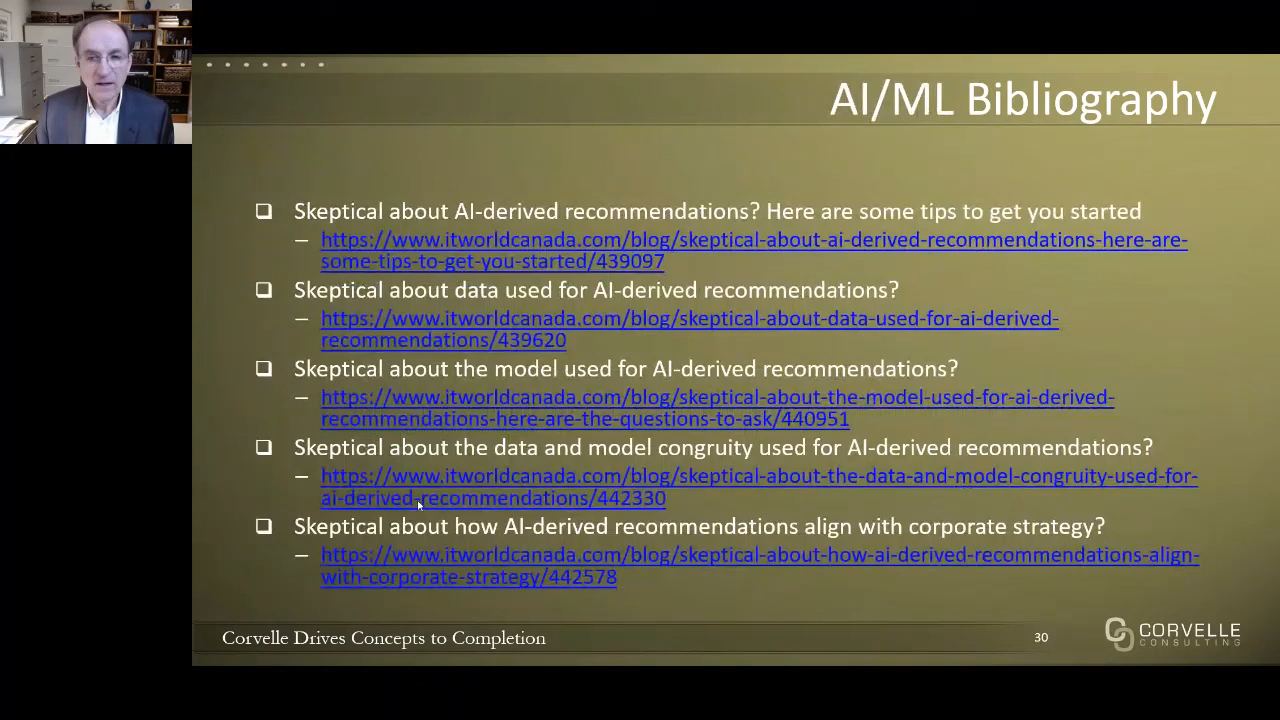 AI/ML Bibliography
❑ Skeptical about AI-derived recommendations? Here are some tips to get you started
– https://www.itworldcanada.com/blog/skeptical-about-ai-derived-recommendations-here-are-
some-tips-to-get-you-started/439097
❑ Skeptical about data used for AI-derived recommendations?
– https://www.itworldcanada.com/blog/skeptical-about-data-used-for-ai-derived-
recommendations/439620
❑ Skeptical about the model used for AI-derived recommendations?
– https://www.itworldcanada.com/blog/skeptical-about-the-model-used-for-ai-derived-
recommendations-here-are-the-questions-to-ask/440951
❑ Skeptical about the data and model congruity used for AI-derived recommendations?
– https://www.itworldcanada.com/blog/skeptical-about-the-data-and-model-congruity-used-for-
ai-derived-recommendations/442330
❑ Skeptical about how AI-derived recommendations align with corporate strategy?
– https://www.itworldcanada.com/blog/skeptical-about-how-ai-derived-recommendations-align-
with-corporate-strategy/442578
Corvelle Drives Concepts to Completion
30
CORVELLE
CONSULTING